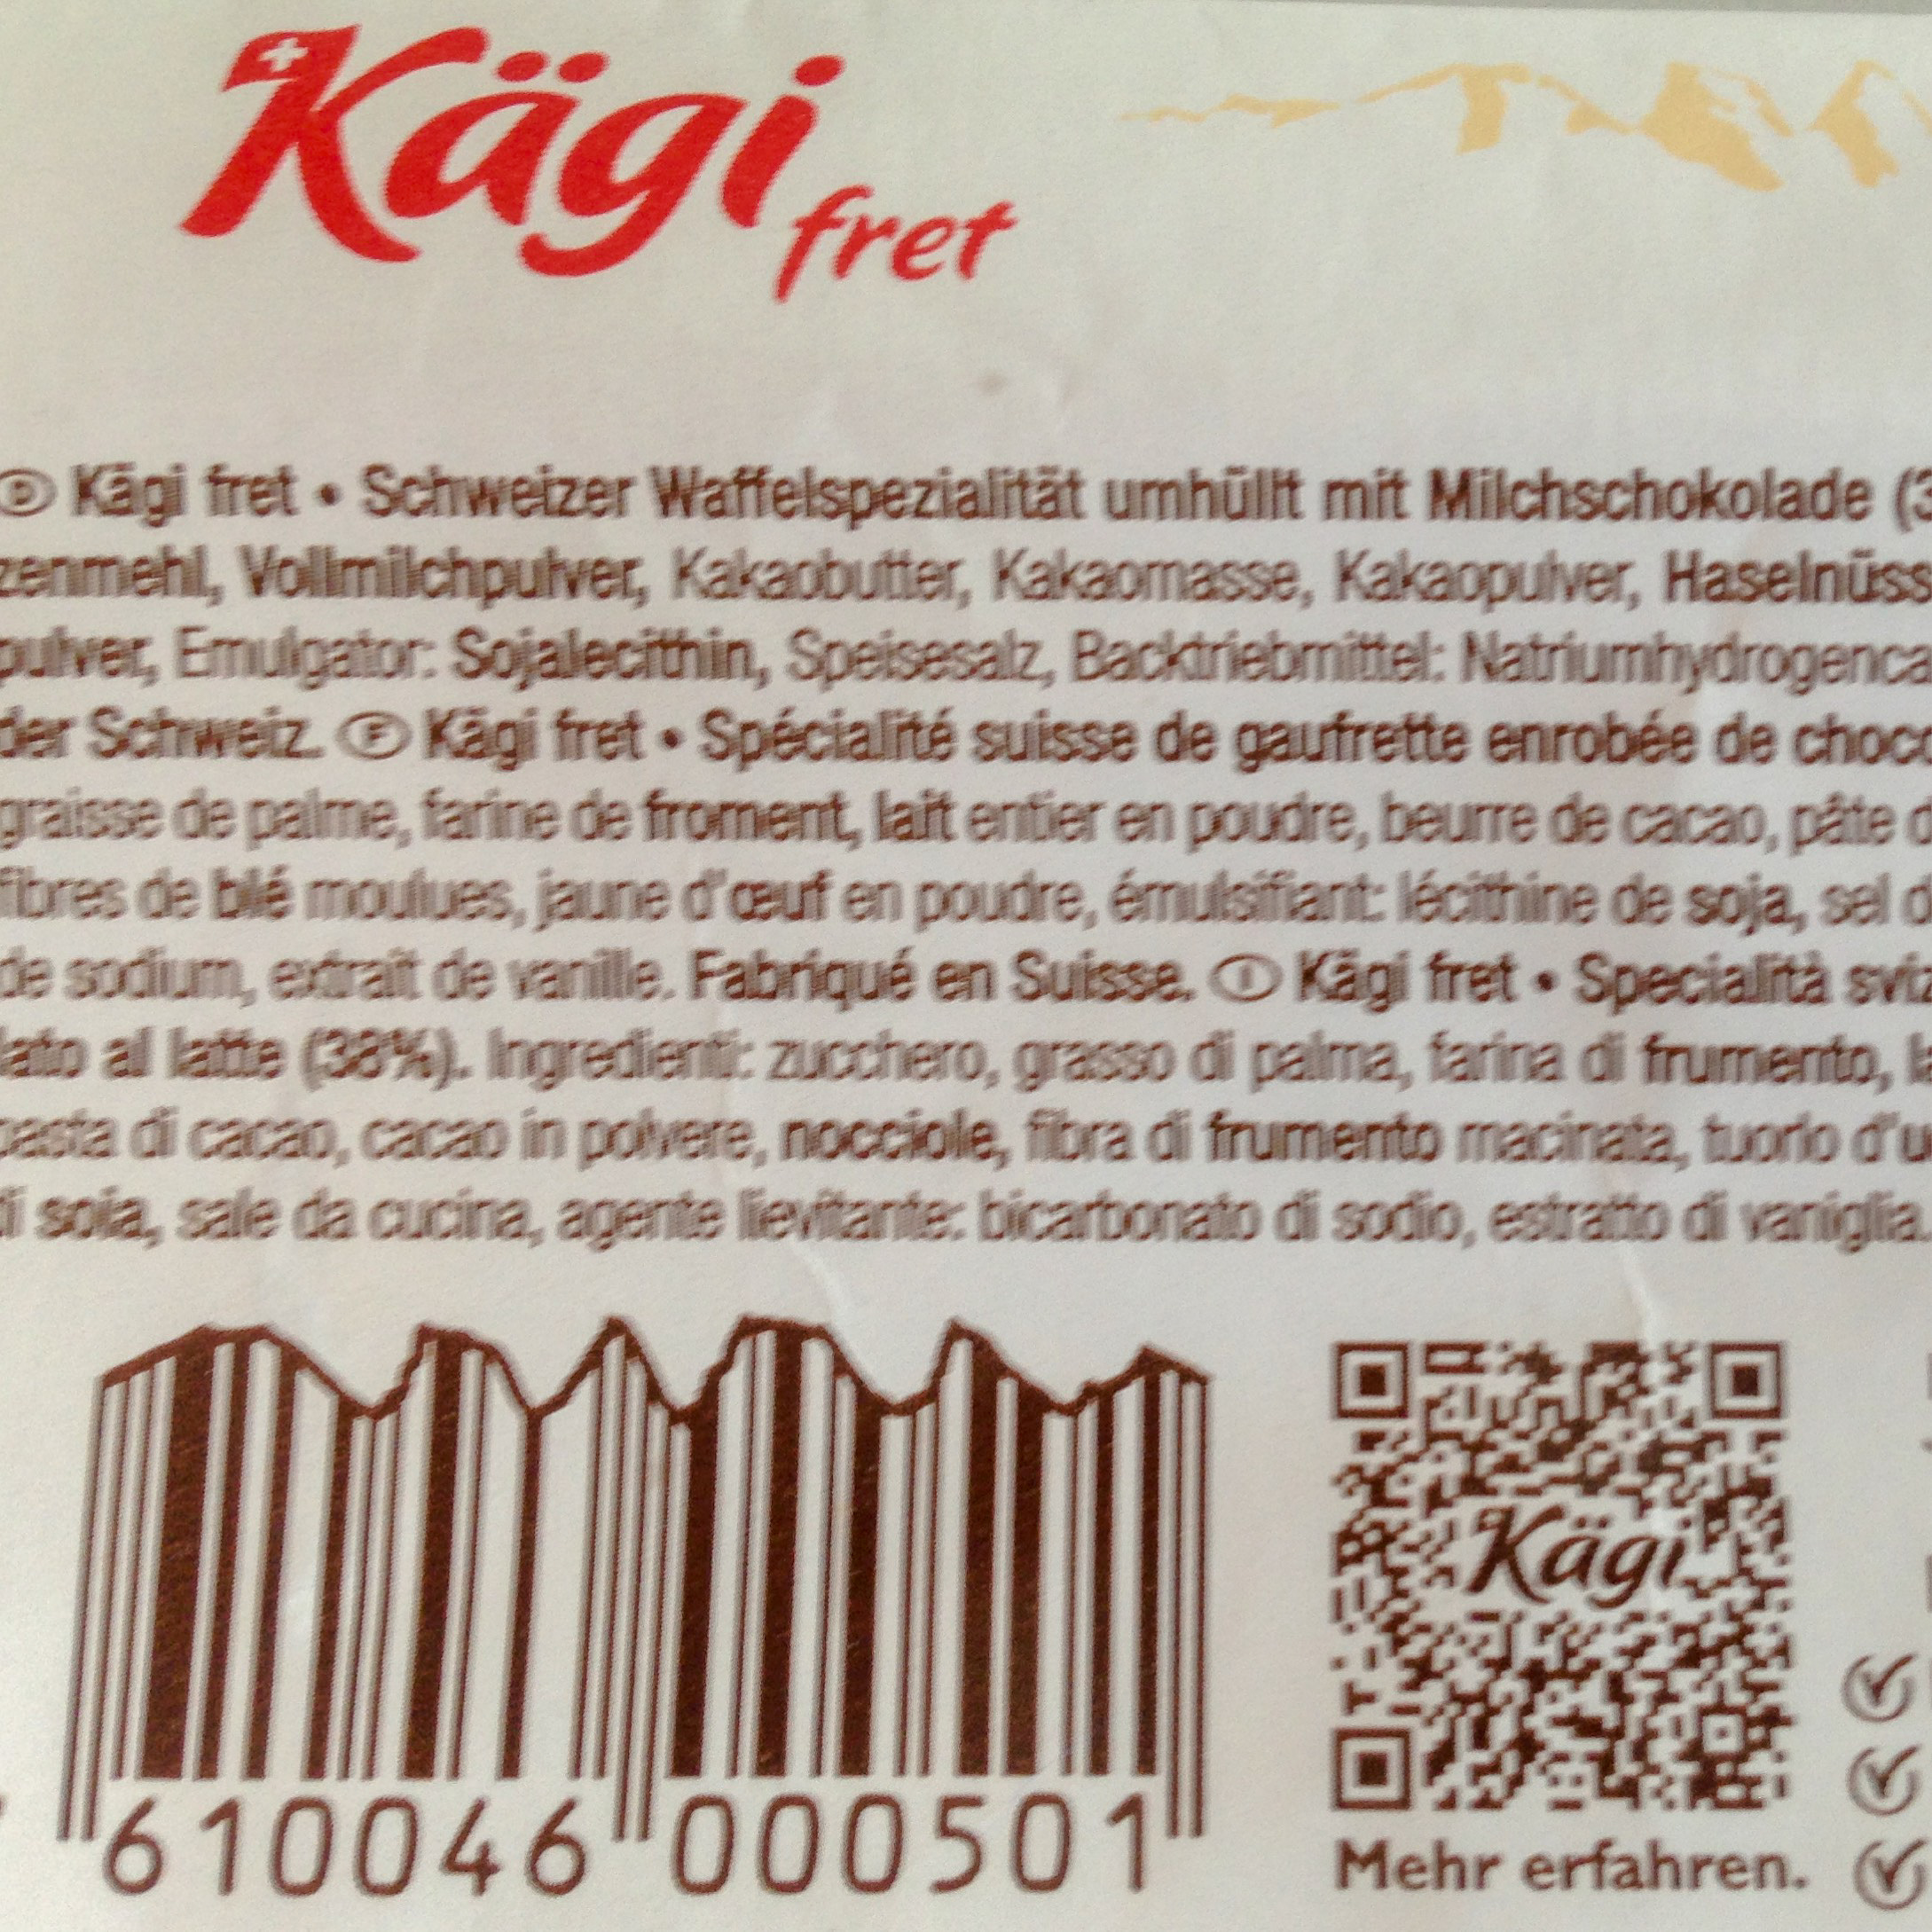 Kägi fret
D Kägi fret • Schweizer Waffelspezialität umhüllt mit Milchschokolade (3
zenmehl, Vollmilchpulver, Kakaobutter, Kakaomasse, Kakaopulver, Haselnüss
pulver, Emulgator: Sojalecithin, Speisesalz, Backtriebmittel: Natriumhydrogenca
der Schweiz. F Kägi fret • Spécialité suisse de gaufrette enrobée de choco
graisse de palme, farine de froment, lait entier en poudre, beurre de cacao, pâte d
fibres de blé moulues, jaune d'œuf en poudre, émulsifiant: lécithine de soja, sel d
de sodium, extrait de vanille. Fabriqué en Suisse. I Kägi fret • Specialità sviz
lato al latte (38%). Ingredienti: zucchero, grasso di palma, farina di frumento, la
pasta di cacao, cacao in polvere, nocciole, fibra di frumento macinata, tuorlo d'u
di soia, sale da cucina, agente lievitante: bicarbonato di sodio, estratto di vaniglia.
Kägi
610046 000501
Mehr erfahren.